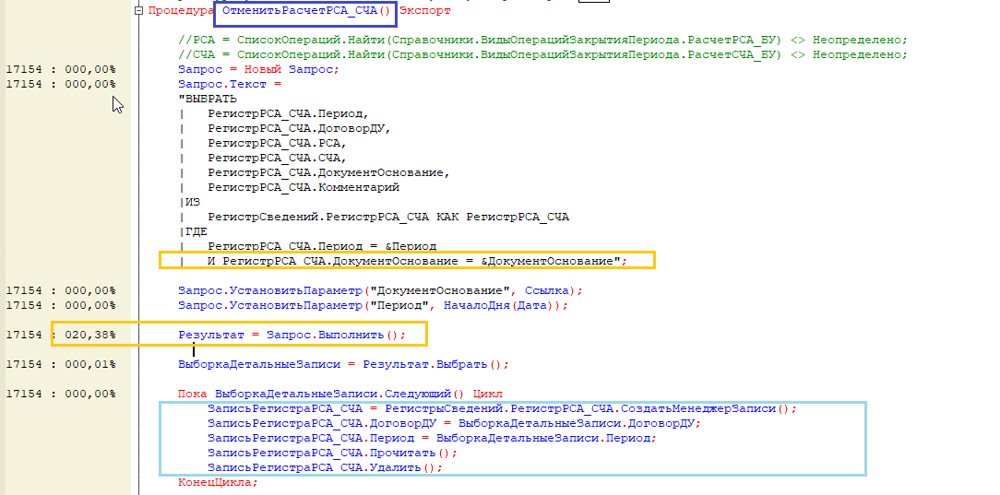 Процедура ОтменитьРасчетРСА_СЧА() Экспорт
//РСА = СписокОпераций.Найти(Справочники.ВидыОперацийЗакрытияПериода.РасчетРСА_БУ) <> Неопределено;
//СЧА = СписокОпераций.Найти(Справочники.ВидыОперацийЗакрытияПериода.РасчетСЧА_БУ) <> Неопределено;
17154 : 000,00% Запрос = Новый Запрос;
17154 : 000,00% Запрос.Текст =
"ВЫБРАТЬ
| РегистрРСА_СЧА.Период,
| РегистрРСА_СЧА.ДоговорДУ,
| РегистрРСА_СЧА.РСА,
| РегистрРСА_СЧА.СЧА,
| РегистрРСА_СЧА.ДокументОснование,
| РегистрРСА_СЧА.Комментарий
|ИЗ
| РегистрСведений.РегистрРСА_СЧА КАК РегистрРСА_СЧА
|ГДЕ
| РегистрРСА_СЧА.Период = &Период
| И РегистрРСА_СЧА.ДокументОснование = &ДокументОснование";
17154 : 000,00% Запрос.УстановитьПараметр("ДокументОснование", Ссылка);
17154 : 000,00% Запрос.УстановитьПараметр("Период", НачалоДня(Дата));
17154 : 020,38% Результат = Запрос.Выполнить();
17154 : 000,01% ВыборкаДетальныеЗаписи = Результат.Выбрать();
17154 : 000,00% Пока ВыборкаДетальныеЗаписи.Следующий() Цикл
ЗаписьРегистраРСА_СЧА = РегистрыСведений.РегистрРСА_СЧА.СоздатьМенеджерЗаписи();
ЗаписьРегистраРСА_СЧА.ДоговорДУ = ВыборкаДетальныеЗаписи.ДоговорДУ;
ЗаписьРегистраРСА_СЧА.Период = ВыборкаДетальныеЗаписи.Период;
ЗаписьРегистраРСА_СЧА.Прочитать();
ЗаписьРегистраРСА_СЧА.Удалить();
КонецЦикла;